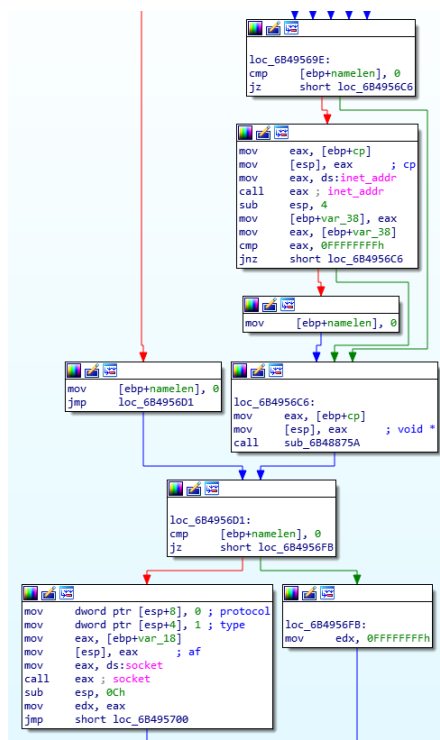 loc_6B49569E:
cmp [ebp+namelen], 0
jz short loc_6B4956C6
mov eax, [ebp+cp]
mov [esp], eax ; cp
mov eax, ds:inet_addr
call eax ; inet_addr
sub esp, 4
mov [ebp+var_38], eax
mov eax, [ebp+var_38]
cmp eax, 0FFFFFFFFh
jnz short loc_6B4956C6
mov [ebp+namelen], 0
mov [ebp+namelen], 0
jmp loc_6B4956D1
loc_6B4956C6:
mov eax, [ebp+cp]
mov [esp], eax ; void *
call sub_6B48875A
loc_6B4956D1:
cmp [ebp+namelen], 0
jz short loc_6B4956FB
mov dword ptr [esp+8], 0 ; protocol
mov dword ptr [esp+4], 1 ; type
mov eax, [ebp+var_18]
mov [esp], eax ; af
mov eax, ds:socket
call eax ; socket
sub esp, 0Ch
mov edx, eax
jmp short loc_6B495700
loc_6B4956FB:
mov edx, 0FFFFFFFFh